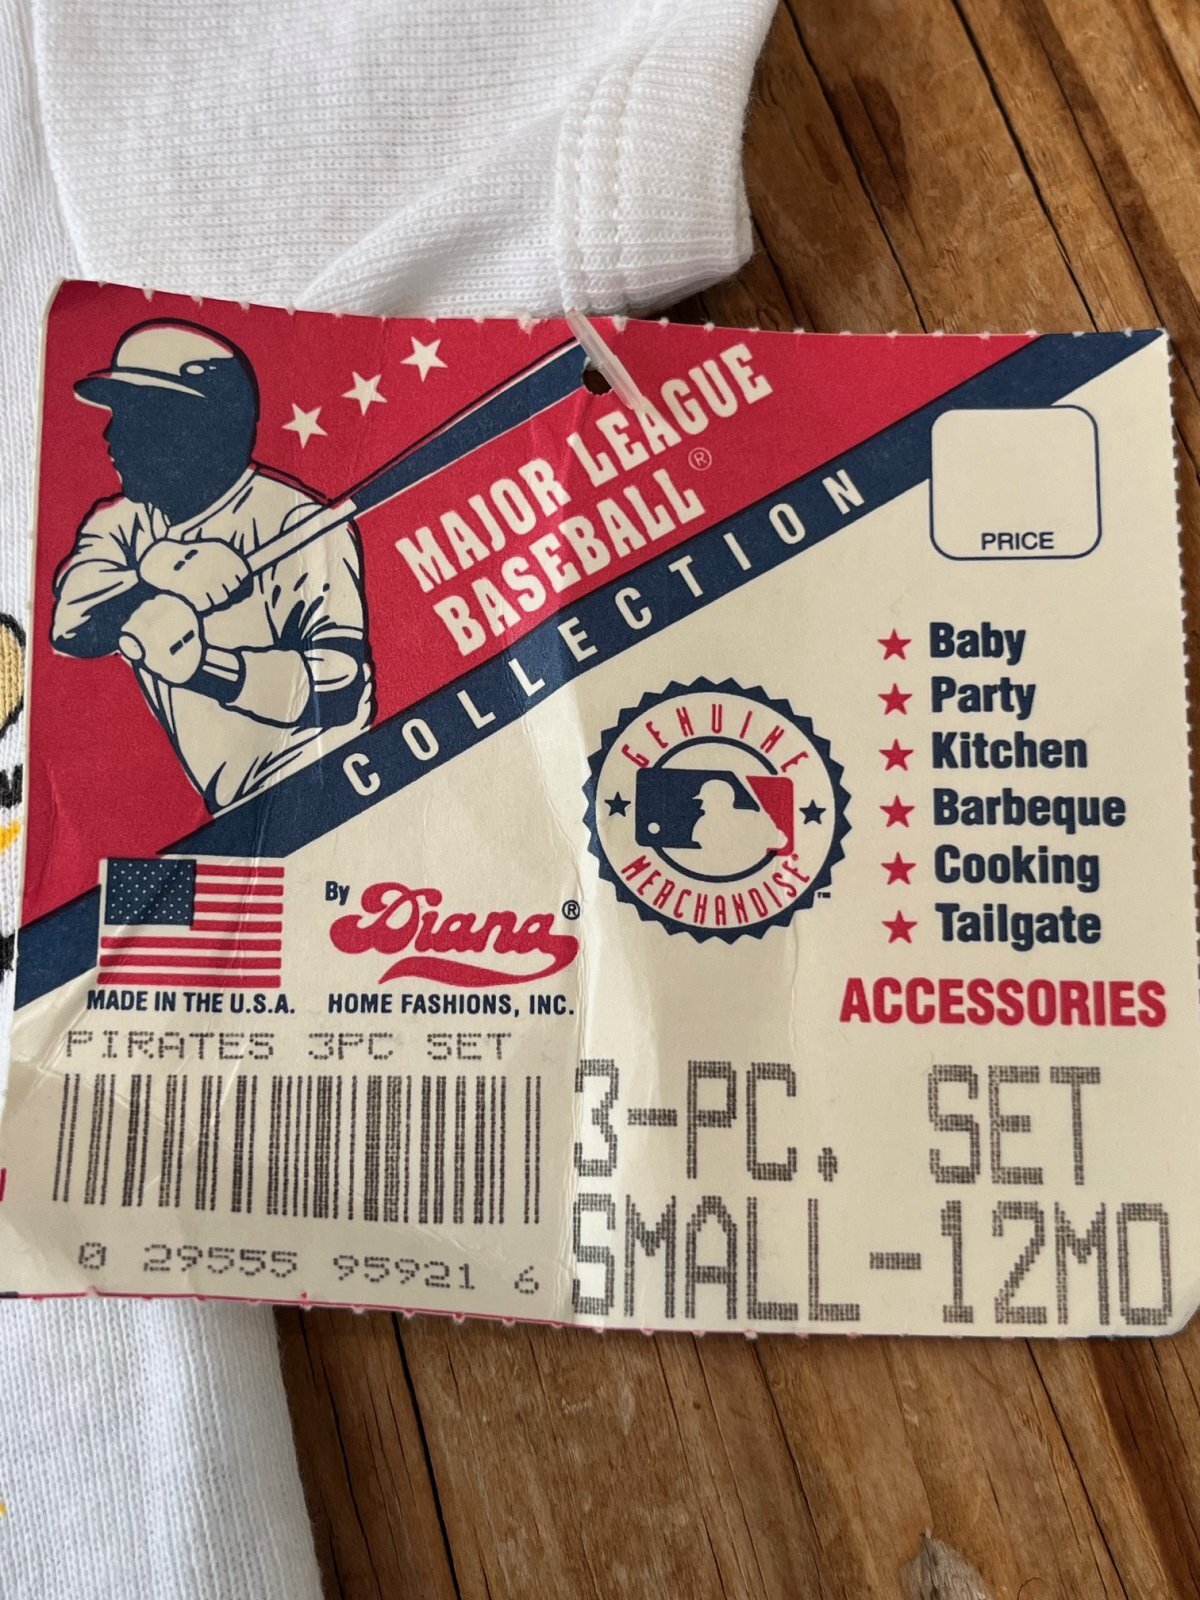 MAJOR LEAGUE
BASEBALL®
COLLECTION
PRICE
Baby
Party
Kitchen
Barbeque
Cooking
Tailgate
ACCESSORIES
GENUINE
MERCHANDISE®
™
By
Diana®
HOME FASHIONS, INC.
MADE IN THE U.S.A.
PIRATES 3PC SET
0 29555 95921 6
3-PC. SET
SMALL-12MO